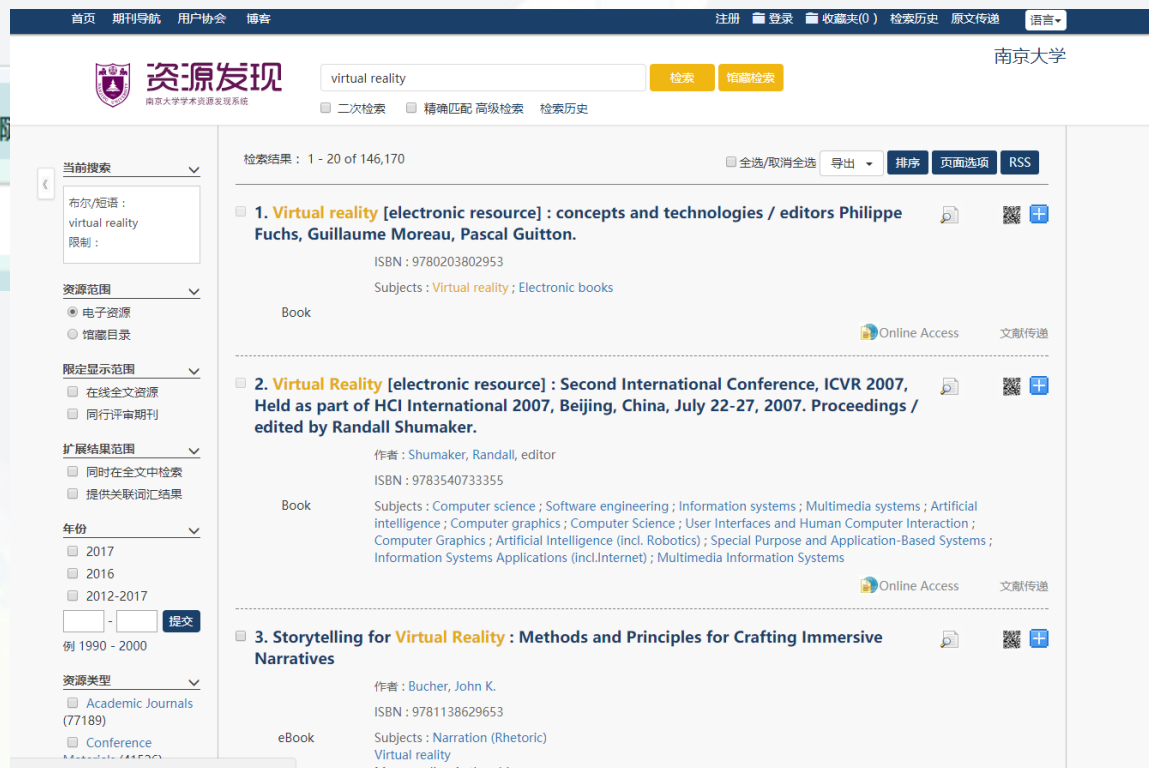 首页 期刊导航 用户协会 博客 注册 登录 收藏夹(0 ) 检索历史 原文传递 语言
南京大学
资源发现
南京大学学术资源发现系统
virtual reality 检索 馆藏检索
二次检索 精确匹配 高级检索 检索历史
当前搜索
布尔/短语：
virtual reality
限制：
资源范围
电子资源
馆藏目录
限定显示范围
在线全文资源
同行评审期刊
扩展结果范围
同时在全文中检索
提供关联词汇结果
年份
2017
2016
2012-2017
- 提交
例 1990 - 2000
资源类型
Academic Journals
(77189)
Conference
检索结果： 1 - 20 of 146,170
全选/取消全选 导出 排序 页面选项 RSS
1. Virtual reality [electronic resource] : concepts and technologies / editors Philippe
Fuchs, Guillaume Moreau, Pascal Guitton.
ISBN : 9780203802953
Subjects : Virtual reality ; Electronic books
Book
Online Access 文献传递
2. Virtual Reality [electronic resource] : Second International Conference, ICVR 2007,
Held as part of HCI International 2007, Beijing, China, July 22-27, 2007. Proceedings /
edited by Randall Shumaker.
作者 : Shumaker, Randall, editor
ISBN : 9783540733355
Book
Subjects : Computer science ; Software engineering ; Information systems ; Multimedia systems ; Artificial
intelligence ; Computer graphics ; Computer Science ; User Interfaces and Human Computer Interaction ;
Computer Graphics ; Artificial Intelligence (incl. Robotics) ; Special Purpose and Application-Based Systems ;
Information Systems Applications (incl.Internet) ; Multimedia Information Systems
Online Access 文献传递
3. Storytelling for Virtual Reality : Methods and Principles for Crafting Immersive
Narratives
作者 : Bucher, John K.
ISBN : 9781138629653
eBook
Subjects : Narration (Rhetoric)
Virtual reality